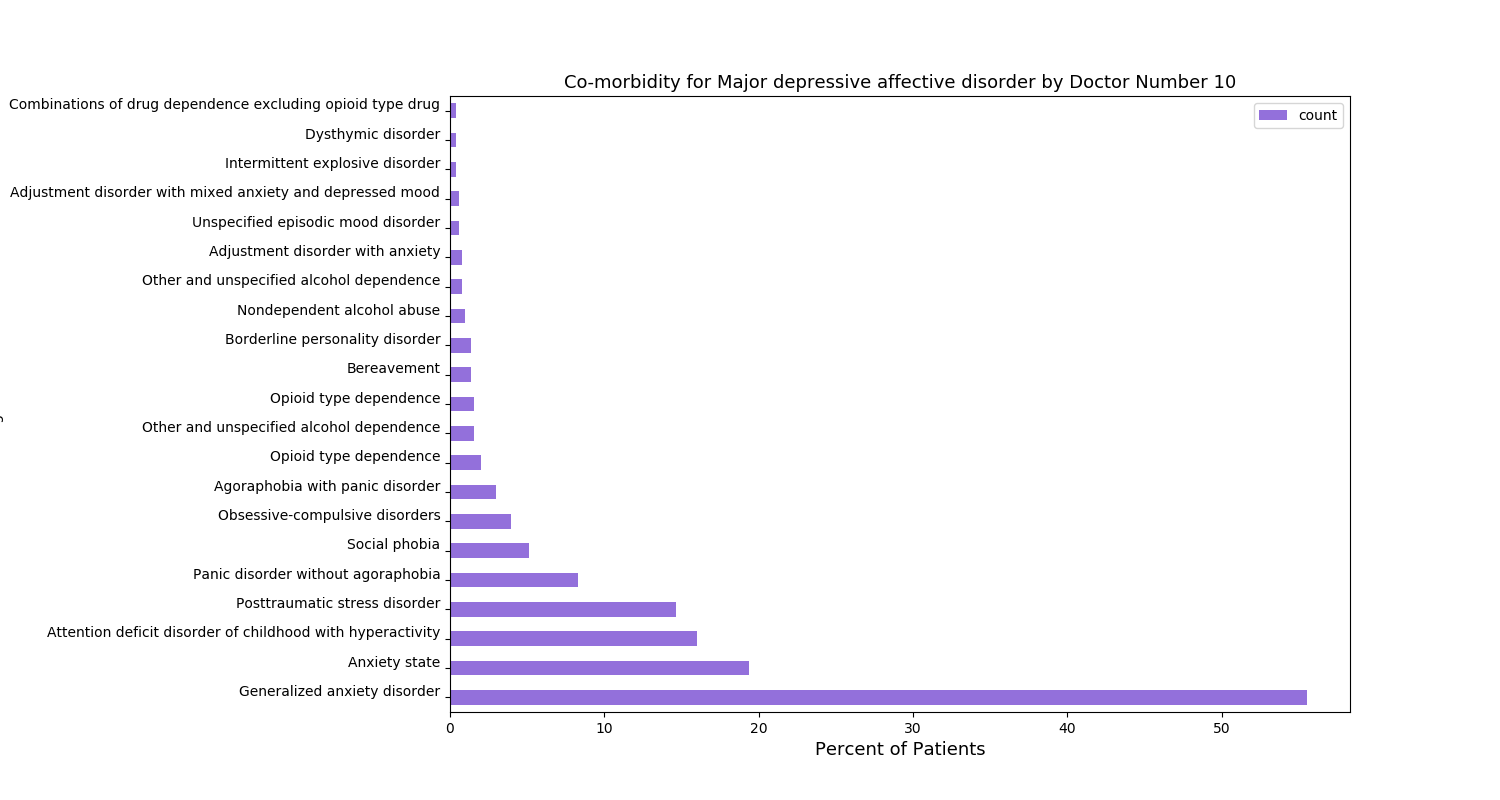 Co-morbidity for Major depressive affective disorder by Doctor Number 10
count
Combinations of drug dependence excluding opioid type drug
Dysthymic disorder
Intermittent explosive disorder
Adjustment disorder with mixed anxiety and depressed mood
Unspecified episodic mood disorder
Adjustment disorder with anxiety
Other and unspecified alcohol dependence
Nondependent alcohol abuse
Borderline personality disorder
Bereavement
Opioid type dependence
Other and unspecified alcohol dependence
Opioid type dependence
Agoraphobia with panic disorder
Obsessive-compulsive disorders
Social phobia
Panic disorder without agoraphobia
Posttraumatic stress disorder
Attention deficit disorder of childhood with hyperactivity
Anxiety state
Generalized anxiety disorder
0 10 20 30 40 50
Percent of Patients